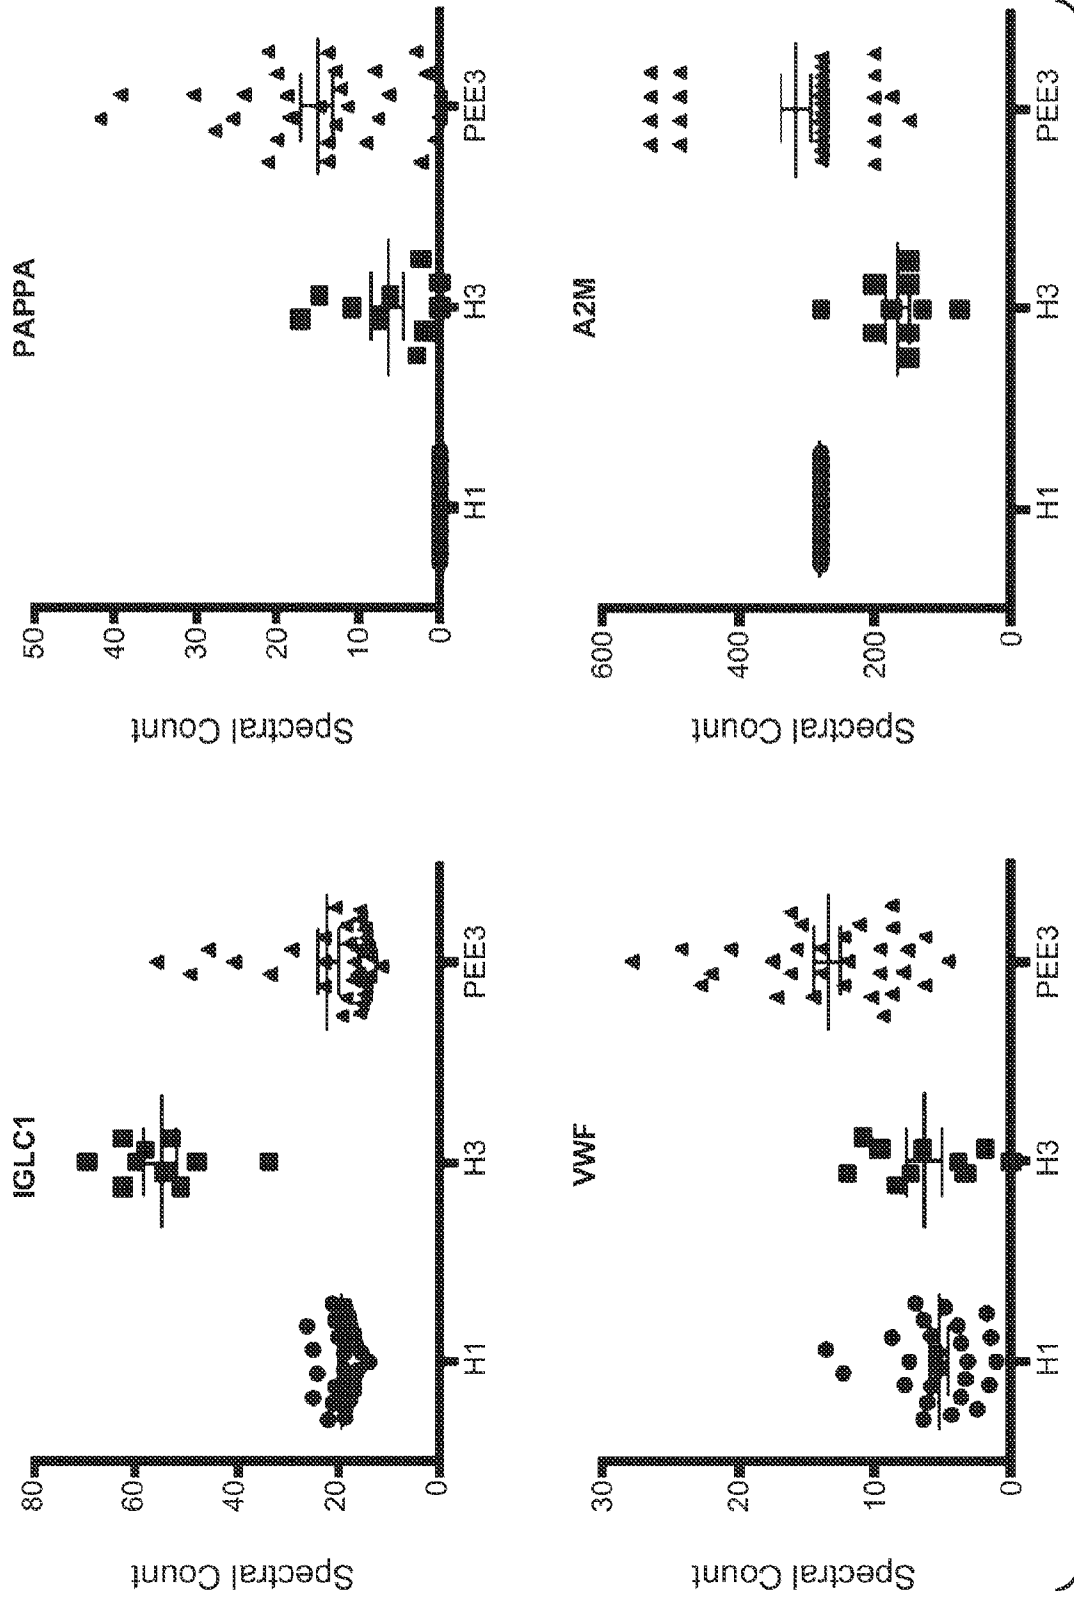 IGLC1
Spectral Count
80
60
40
20
0
H1 H3 PEE3
PAPPA
Spectral Count
50
40
30
20
10
0
H1 H3 PEE3
VWF
Spectral Count
30
20
10
0
H1 H3 PEE3
A2M
Spectral Count
600
400
200
0
H1 H3 PEE3